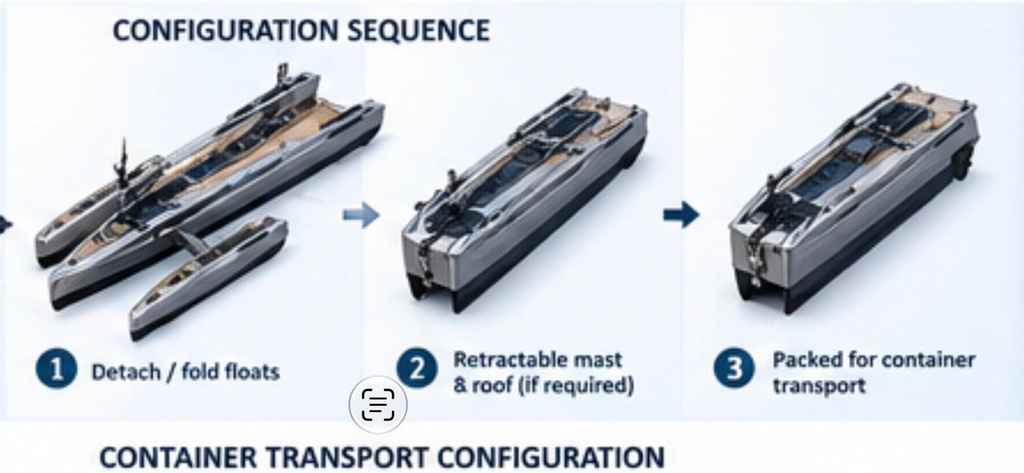 CONFIGURATION SEQUENCE
1 Detach / fold floats
2 Retractable mast
& roof (if required)
3 Packed for container
transport
CONTAINER TRANSPORT CONFIGURATION